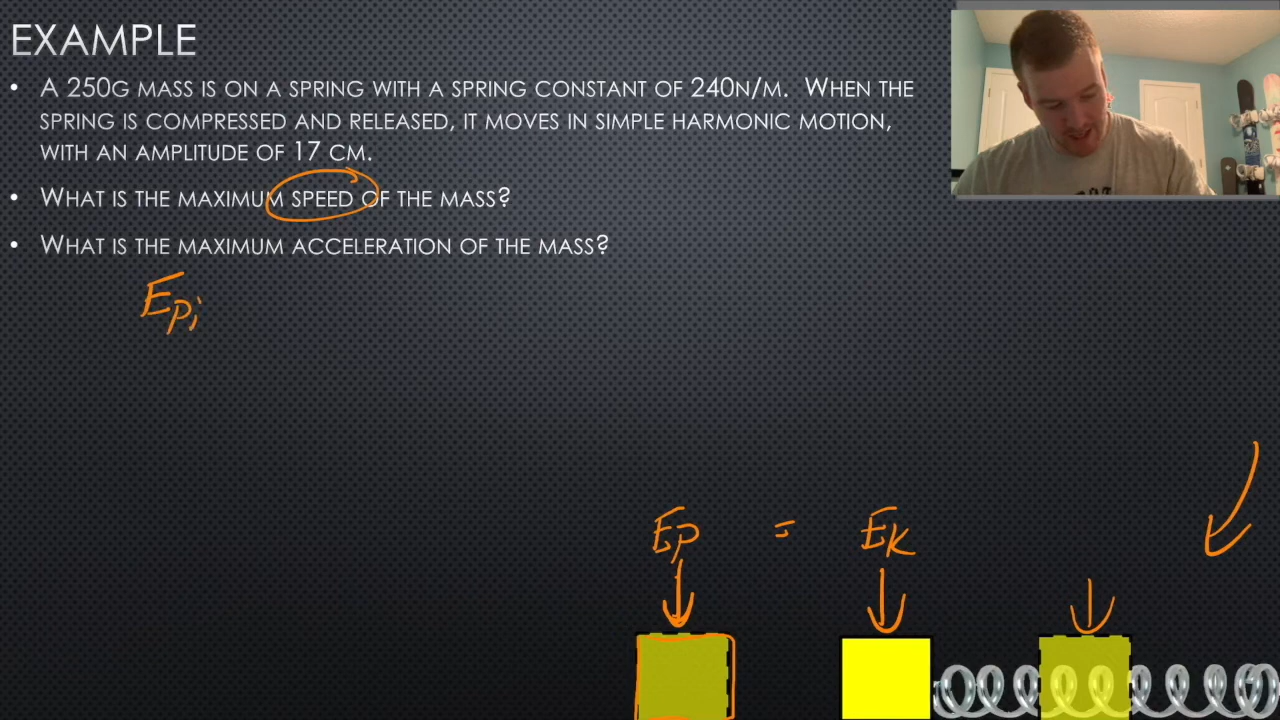 EXAMPLE
• A 250G MASS IS ON A SPRING WITH A SPRING CONSTANT OF 240N/M. WHEN THE
SPRING IS COMPRESSED AND RELEASED, IT MOVES IN SIMPLE HARMONIC MOTION,
WITH AN AMPLITUDE OF 17 CM.
• WHAT IS THE MAXIMUM SPEED OF THE MASS?
• WHAT IS THE MAXIMUM ACCELERATION OF THE MASS?
Epi
Ep = Ek